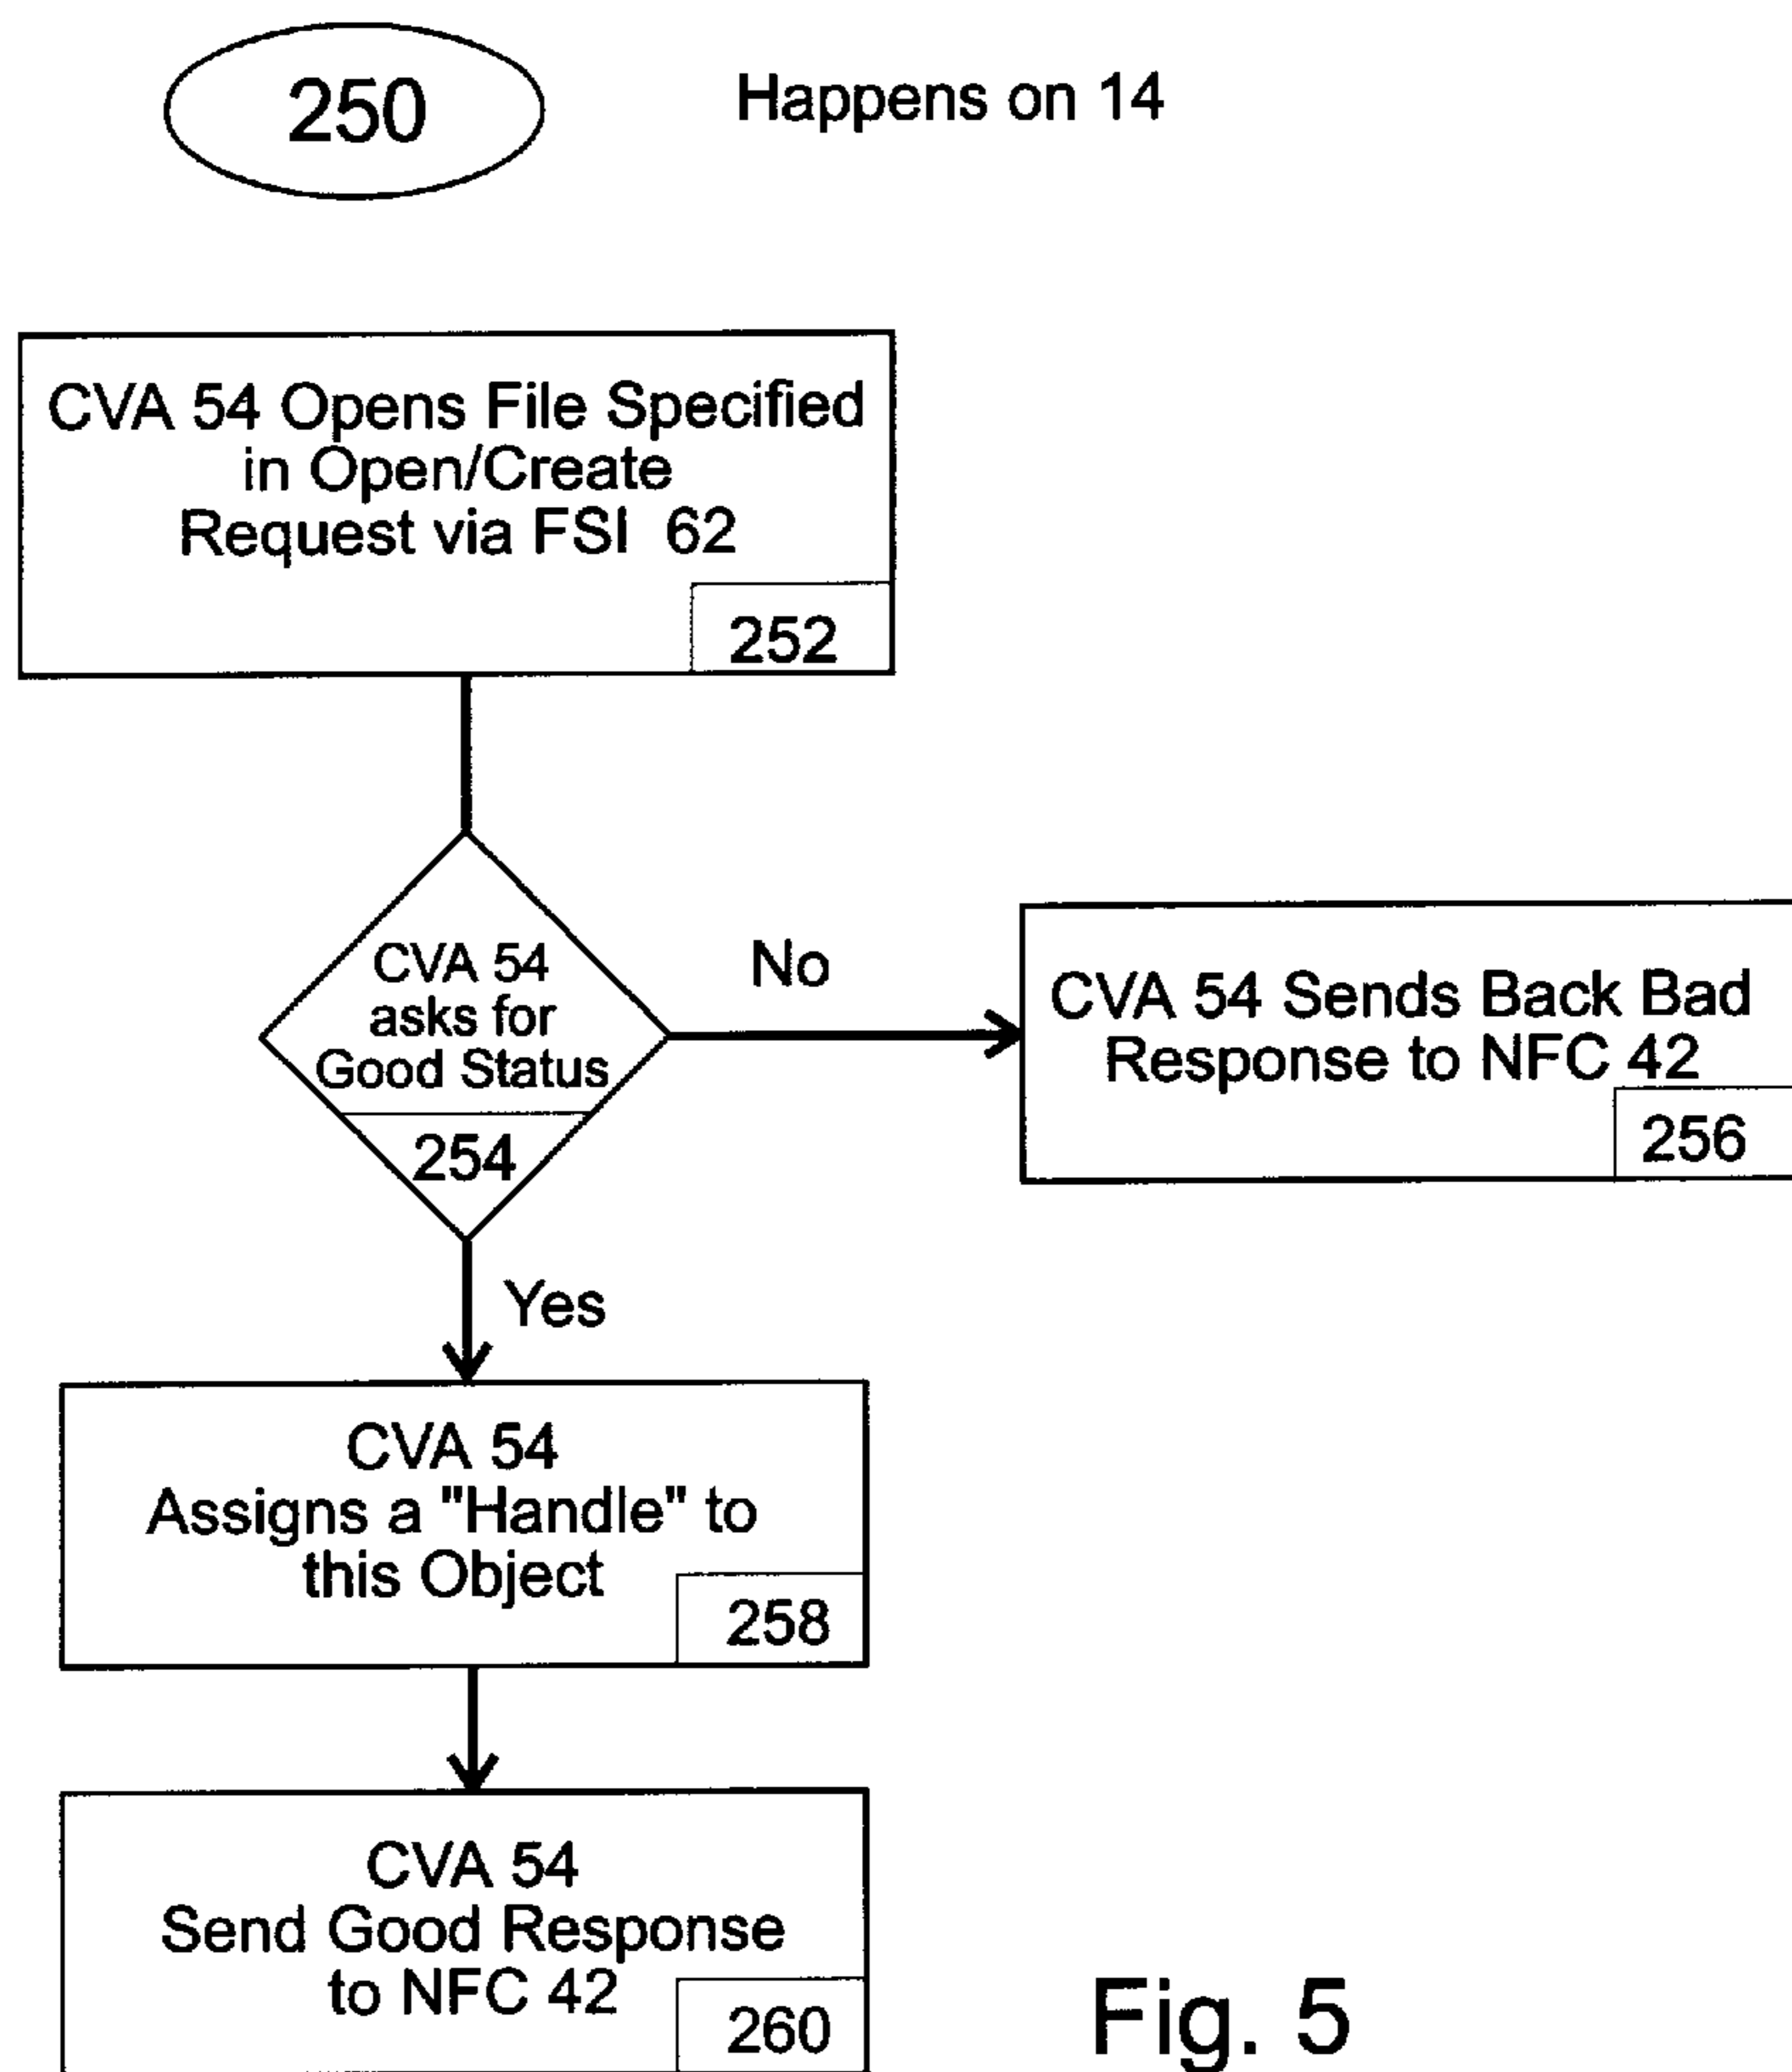 250
Happens on 14
CVA 54 Opens File Specified
in Open/Create
Request via FSI 62
252
CVA 54
asks for
Good Status
254
No
CVA 54 Sends Back Bad
Response to NFC 42
256
Yes
CVA 54
Assigns a "Handle" to
this Object
258
CVA 54
Send Good Response
to NFC 42
260
Fig. 5